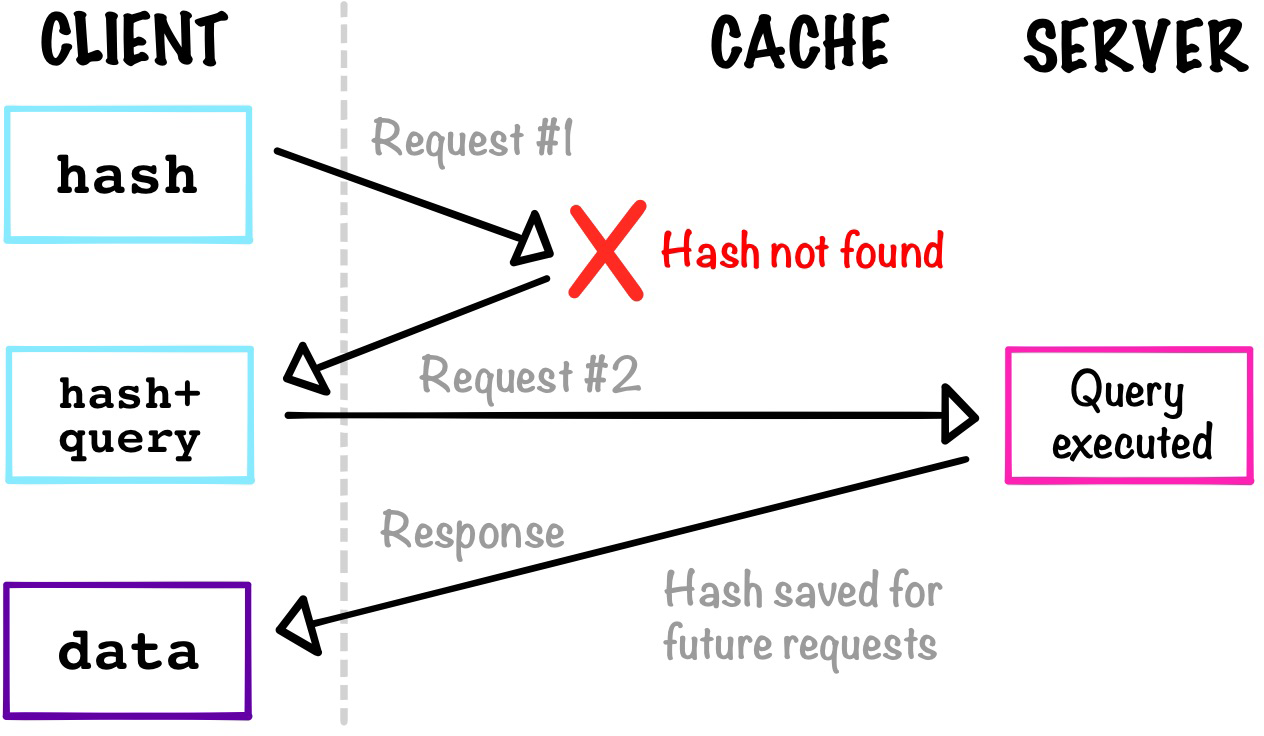 CLIENT
CACHE
SERVER
hash
Request #1
Hash not found
hash+
query
Request #2
Query
executed
Response
Hash saved for
future requests
data